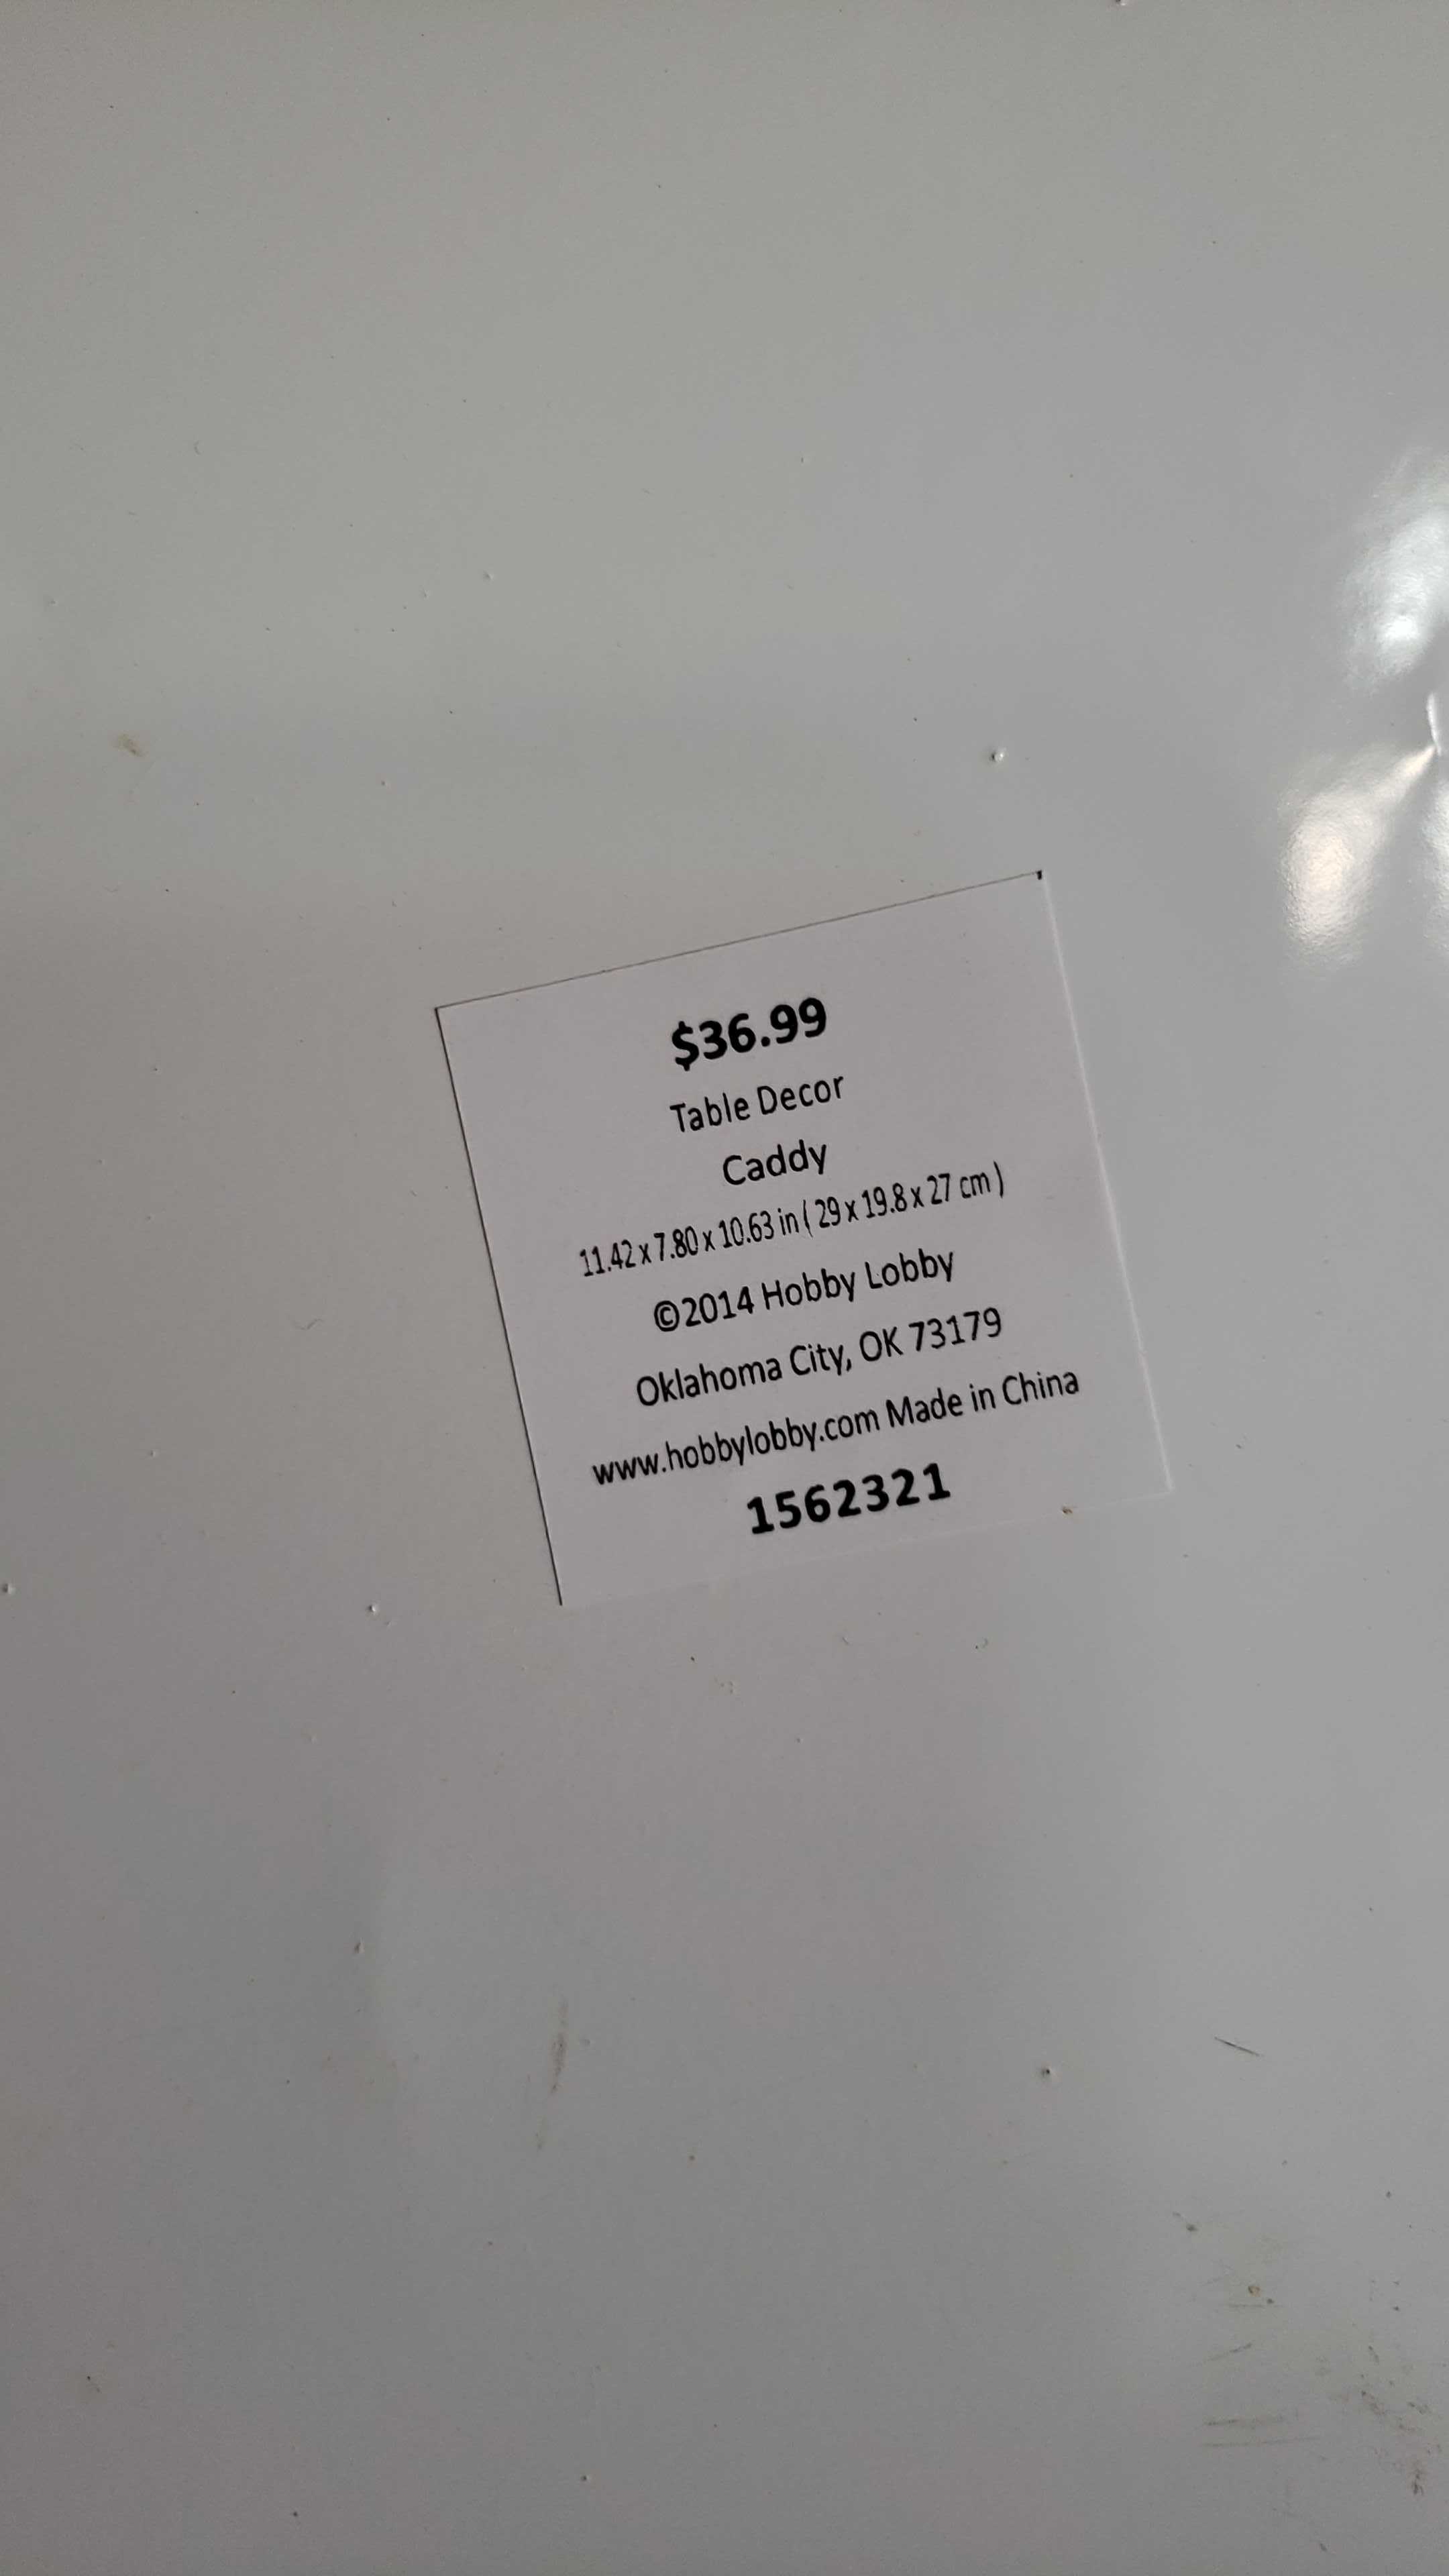 $36.99
Table Decor
Caddy
11.42 x 7.80 x 10.63 in ( 29 x 19.8 x 27 cm )
©2014 Hobby Lobby
Oklahoma City, OK 73179
www.hobbylobby.com Made in China
1562321